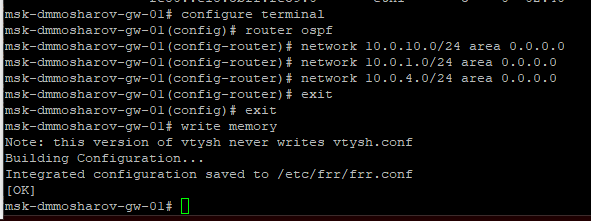 msk-dmmosharov-gw-01# configure terminal
msk-dmmosharov-gw-01(config)# router ospf
msk-dmmosharov-gw-01(config-router)# network 10.0.10.0/24 area 0.0.0.0
msk-dmmosharov-gw-01(config-router)# network 10.0.1.0/24 area 0.0.0.0
msk-dmmosharov-gw-01(config-router)# network 10.0.4.0/24 area 0.0.0.0
msk-dmmosharov-gw-01(config-router)# exit
msk-dmmosharov-gw-01(config)# exit
msk-dmmosharov-gw-01# write memory
Note: this version of vtysh never writes vtysh.conf
Building Configuration...
Integrated configuration saved to /etc/frr/frr.conf
[OK]
msk-dmmosharov-gw-01#